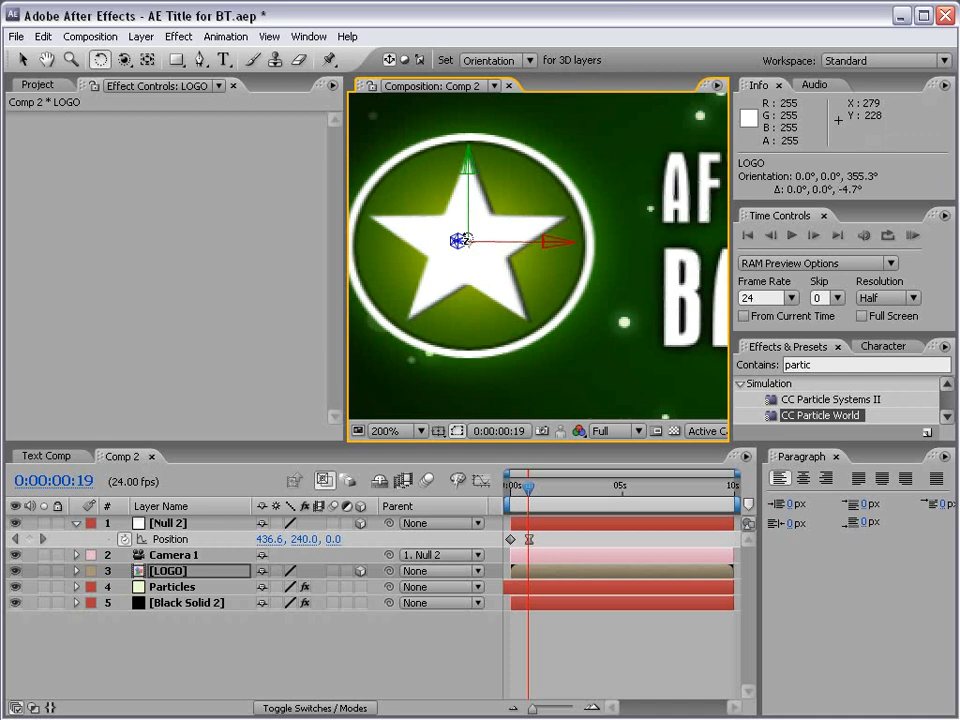 Adobe After Effects - AE Title for BT.aep *
File Edit Composition Layer Effect Animation View Window Help
Set Orientation for 3D layers
Workspace: Standard
Project Effect Controls: LOGO
Comp 2 * LOGO
Composition: Comp 2
AF
BA
200% 0:00:00:19 Full Active C
Info Audio
R: 255 X: 279
G: 255 Y: 228
B: 255
A: 255
LOGO
Orientation: 0.0°, 0.0°, 355.3°
Δ: 0.0°, 0.0°, -4.7°
Time Controls
RAM Preview Options
Frame Rate Skip Resolution
24 0 Half
From Current Time Full Screen
Effects & Presets Character
Contains: partic
Simulation
CC Particle Systems II
CC Particle World
Text Comp Comp 2
0:00:00:19 (24.00 fps)
:00s 05s 10s
# Layer Name Parent
1 [Null 2] None
Position 436.6, 240.0, 0.0
2 Camera 1 1. Null 2
3 [LOGO] None
4 Particles None
5 [Black Solid 2] None
Toggle Switches / Modes
Paragraph
0 px 0 px 0 px
0 px 0 px